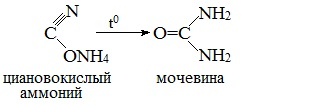 N
NH2
C
t0
O=C
ONH4
NH2
циановокислый мочевина
аммоний